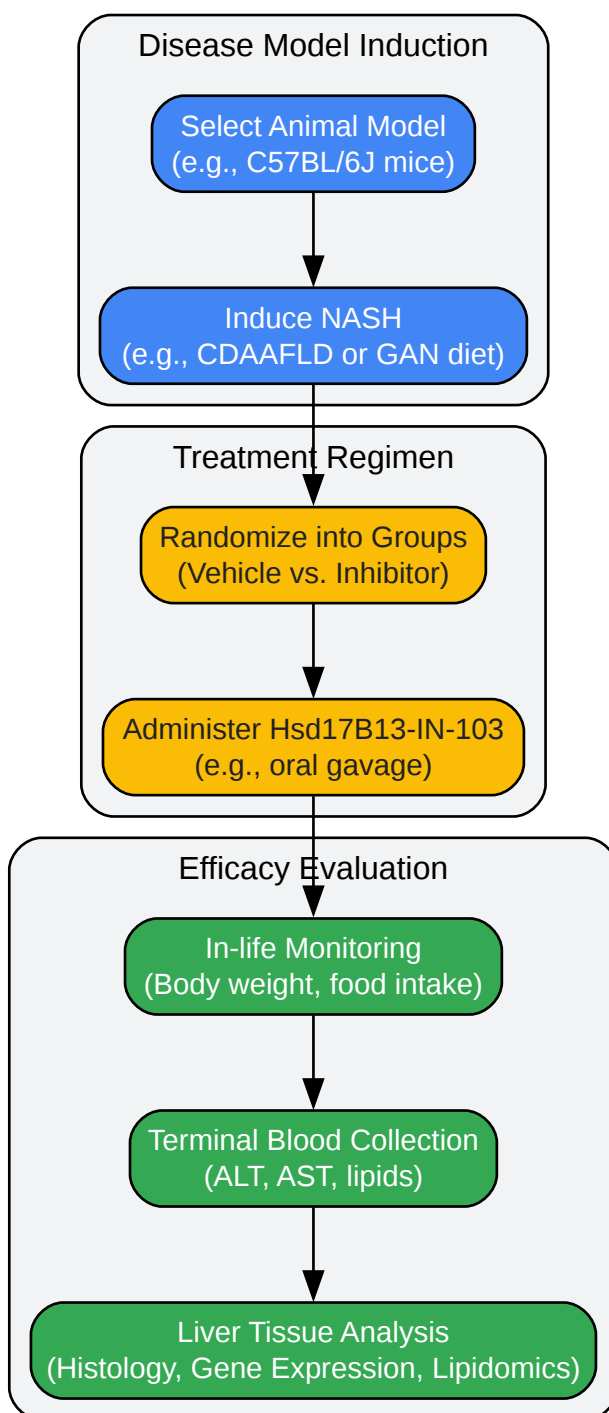 Disease Model Induction
Select Animal Model
(e.g., C57BL/6J mice)
Induce NASH
(e.g., CDAAFLD or GAN diet)
Treatment Regimen
Randomize into Groups
(Vehicle vs. Inhibitor)
Administer Hsd17B13-IN-103
(e.g., oral gavage)
Efficacy Evaluation
In-life Monitoring
(Body weight, food intake)
Terminal Blood Collection
(ALT, AST, lipids)
Liver Tissue Analysis
(Histology, Gene Expression, Lipidomics)